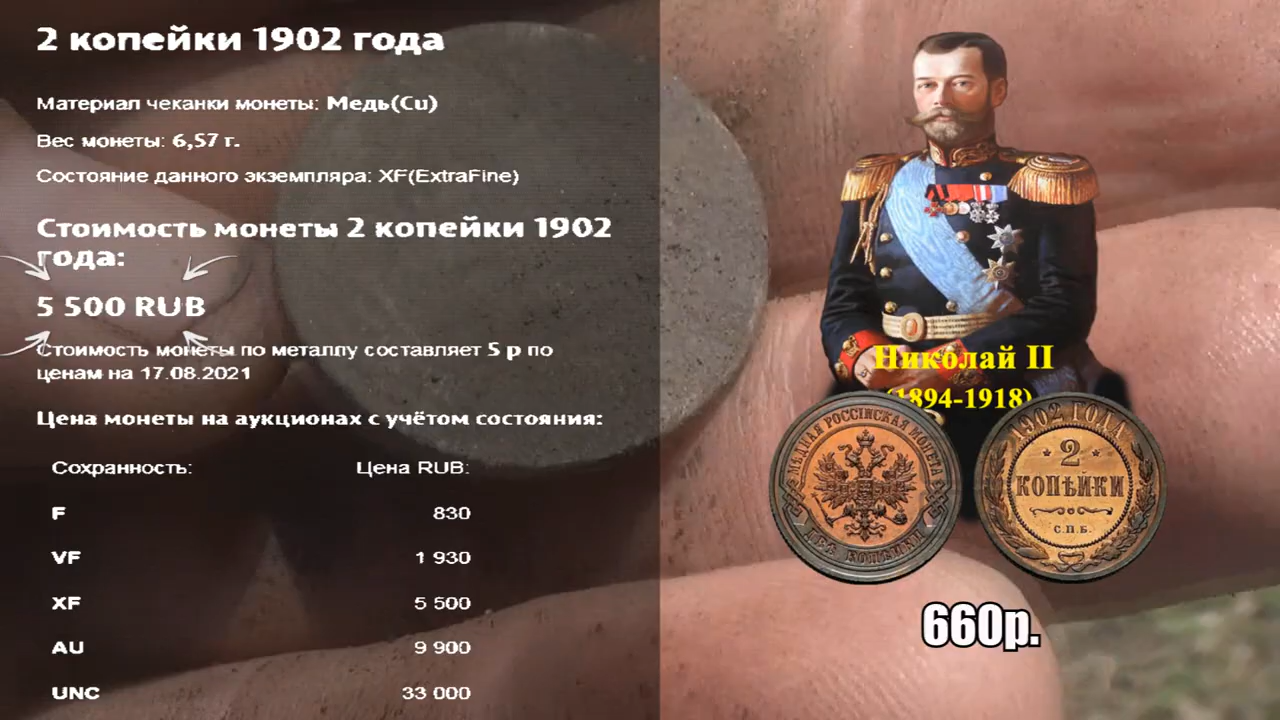 2 копейки 1902 года
Материал чеканки монеты: Медь(Cu)
Вес монеты: 6,57 г.
Состояние данного экземпляра: XF(ExtraFine)
Стоимость монеты 2 копейки 1902
года:
5 500 RUB
Стоимость монеты по металлу составляет 5 р по
ценам на 17.08.2021
Цена монеты на аукционах с учётом состояния:
Сохранность: Цена RUB:
F 830
VF 1 930
XF 5 500
AU 9 900
UNC 33 000
Николай II
(1894-1918)
МѢДНАЯ РОССІЙСКАЯ МОНЕТА
ДВѢ КОПѢЙКИ
1902 ГОДА
2
КОПѢЙКИ
С.П.Б.
660р.